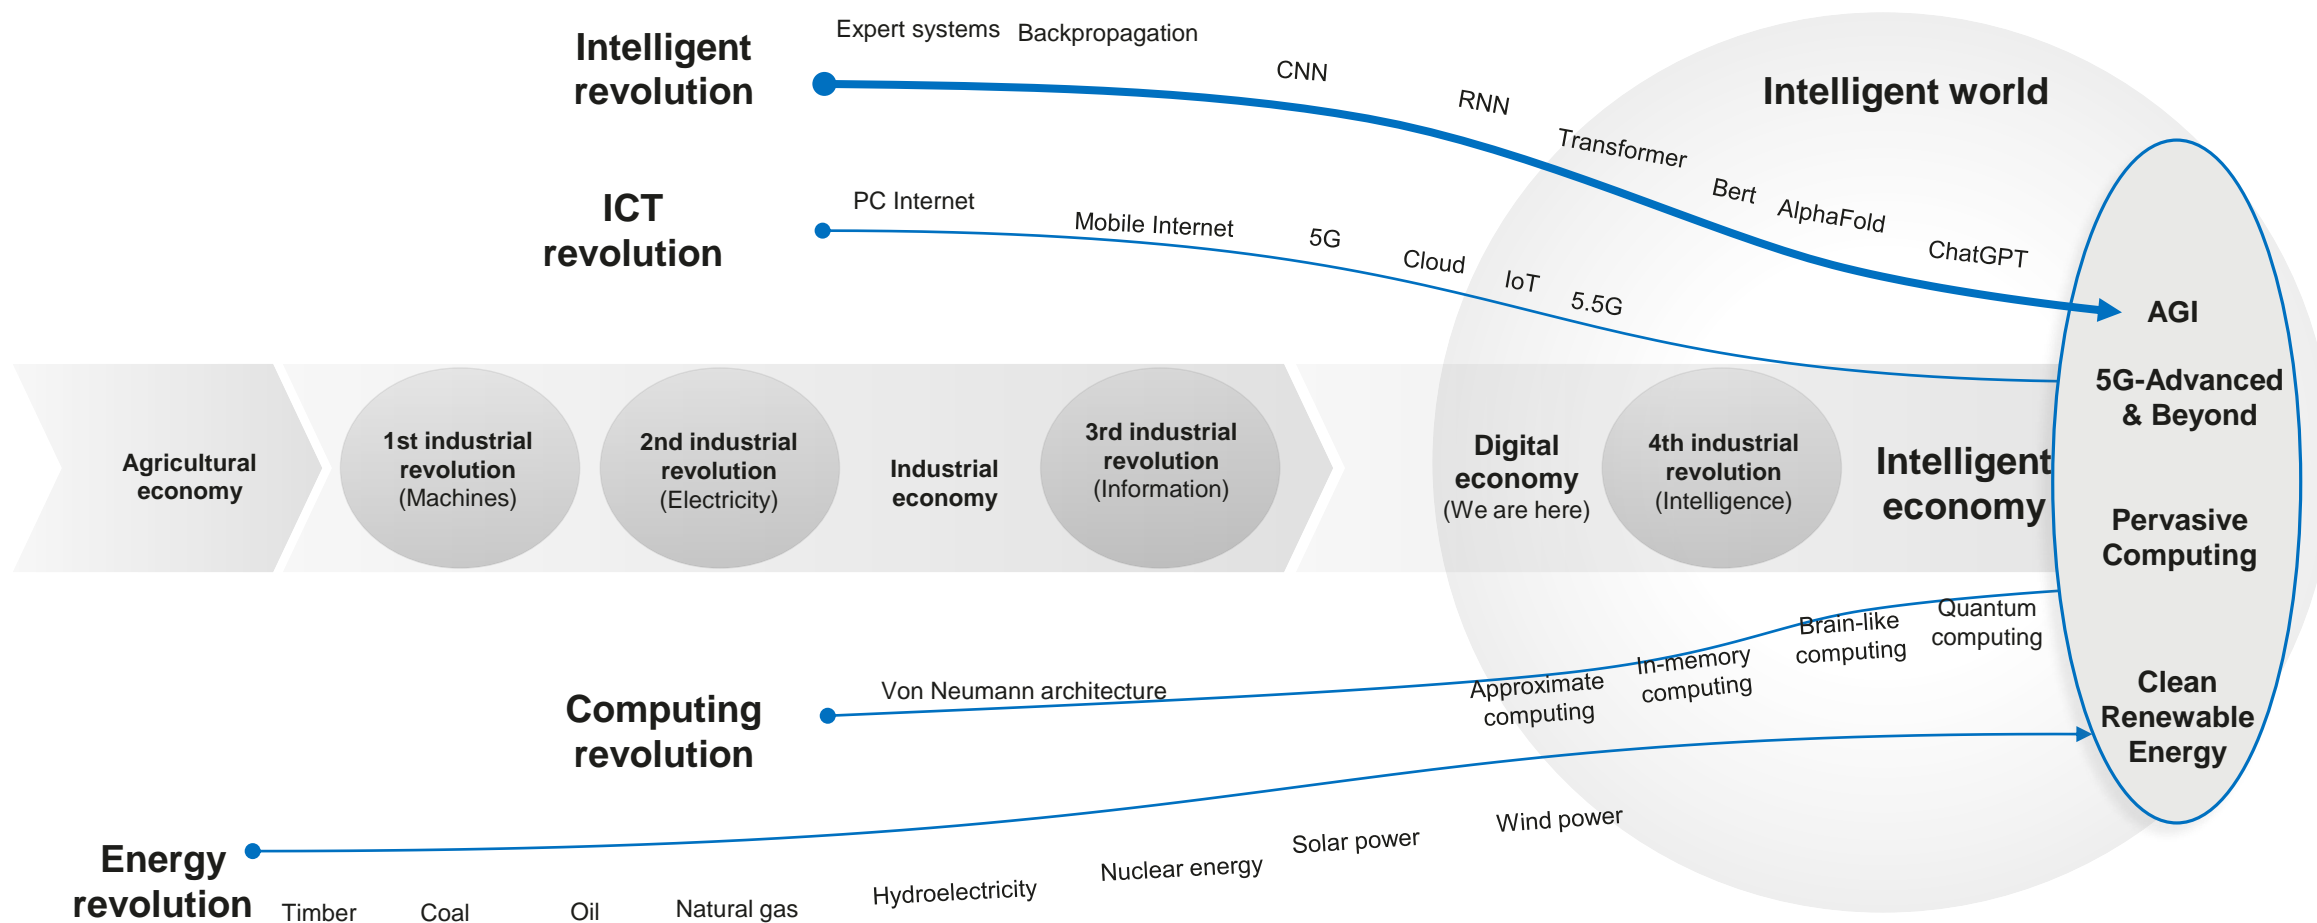 Intelligent
revolution
Expert systems
Backpropagation
CNN
RNN
Transformer
Bert
AlphaFold
ChatGPT
Intelligent world
ICT
revolution
PC Internet
Mobile Internet
5G
Cloud
IoT
5.5G
AGI
5G-Advanced
& Beyond
Pervasive
Computing
Clean
Renewable
Energy
Agricultural
economy
1st industrial
revolution
(Machines)
2nd industrial
revolution
(Electricity)
Industrial
economy
3rd industrial
revolution
(Information)
Digital
economy
(We are here)
4th industrial
revolution
(Intelligence)
Intelligent
economy
Computing
revolution
Von Neumann architecture
Approximate
computing
In-memory
computing
Brain-like
computing
Quantum
computing
Energy
revolution
Timber
Coal
Oil
Natural gas
Hydroelectricity
Nuclear energy
Solar power
Wind power